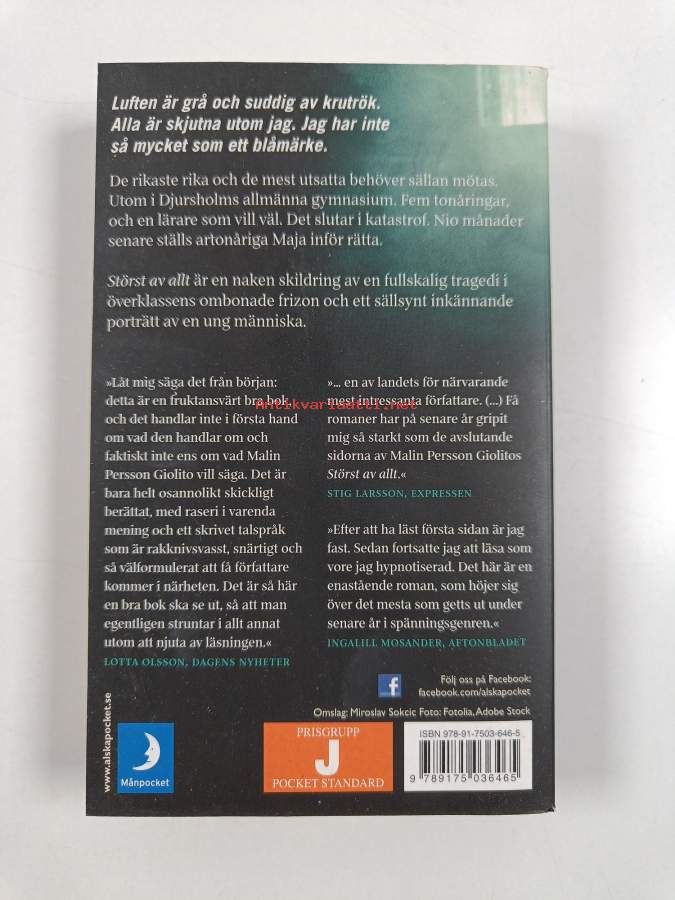 Luften är grå och suddig av krutrök.
Alla är skjutna utom jag. Jag har inte
så mycket som ett blåmärke.
De rikaste rika och de mest utsatta behöver sällan mötas.
Utom i Djursholms allmänna gymnasium. Fem tonåringar,
och en lärare som vill väl. Det slutar i katastrof. Nio månader
senare ställs artonåriga Maja inför rätta.
Störst av allt är en naken skildring av en fullskalig tragedi i
överklassens ombonade frizon och ett sällsynt inkännande
porträtt av en ung människa.
»Låt mig säga det från början:
detta är en fruktansvärt bra bok,
och det handlar inte i första hand
om vad den handlar om och
faktiskt inte ens om vad Malin
Persson Giolito vill säga. Det är
bara helt osannolikt skickligt
berättat, med raseri i varenda
mening och ett skrivet talspråk
som är rakknivsvasst, snärtigt och
så välformulerat att få författare
kommer i närheten. Det är så här
en bra bok ska se ut, så att man
egentligen struntar i allt annat
utom att njuta av läsningen.«
LOTTA OLSSON, DAGENS NYHETER
»... en av landets för närvarande
mest intressanta författare. (...) Få
romaner har på senare år gripit
mig så starkt som de avslutande
sidorna av Malin Persson Giolitos
Störst av allt.«
STIG LARSSON, EXPRESSEN
»Efter att ha läst första sidan är jag
fast. Sedan fortsatte jag att läsa som
vore jag hypnotiserad. Det här är en
enastående roman, som höjer sig
över det mesta som getts ut under
senare år i spänningsgenren.«
INGALILL MOSANDER, AFTONBLADET
Antikvariaatti.net
Följ oss på Facebook:
facebook.com/alskapocket
Omslag: Miroslav Sokcic Foto: Fotolia, Adobe Stock
www.alskapocket.se
Månpocket
PRISGRUPP
J
POCKET STANDARD
ISBN 978-91-7503-646-5
9 789175 036465